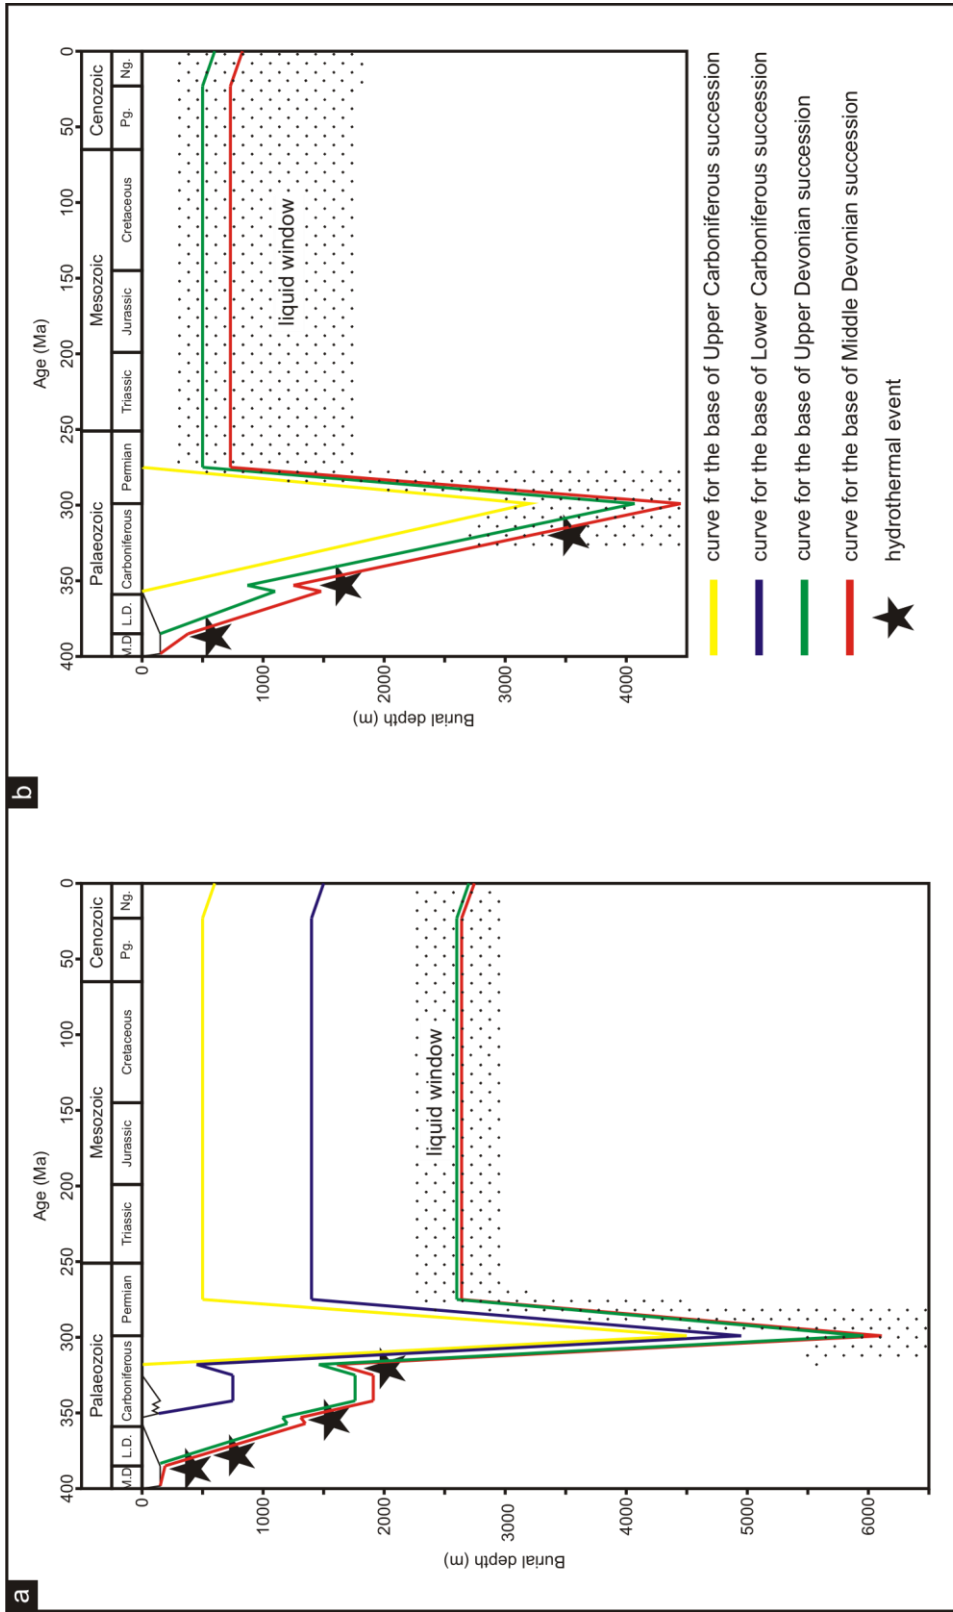 a
Age (Ma)
400
350
300
250
200
150
100
50
0
Palaeozoic
Mesozoic
Cenozoic
M.D.
L.D.
Carboniferous
Permian
Triassic
Jurassic
Cretaceous
Pg.
Ng.
Burial depth (m)
0
1000
2000
3000
4000
5000
6000
liquid window
b
Age (Ma)
400
350
300
250
200
150
100
50
0
Palaeozoic
Mesozoic
Cenozoic
M.D.
L.D.
Carboniferous
Permian
Triassic
Jurassic
Cretaceous
Pg.
Ng.
Burial depth (m)
0
1000
2000
3000
4000
liquid window
curve for the base of Upper Carboniferous succession
curve for the base of Lower Carboniferous succession
curve for the base of Upper Devonian succession
curve for the base of Middle Devonian succession
hydrothermal event